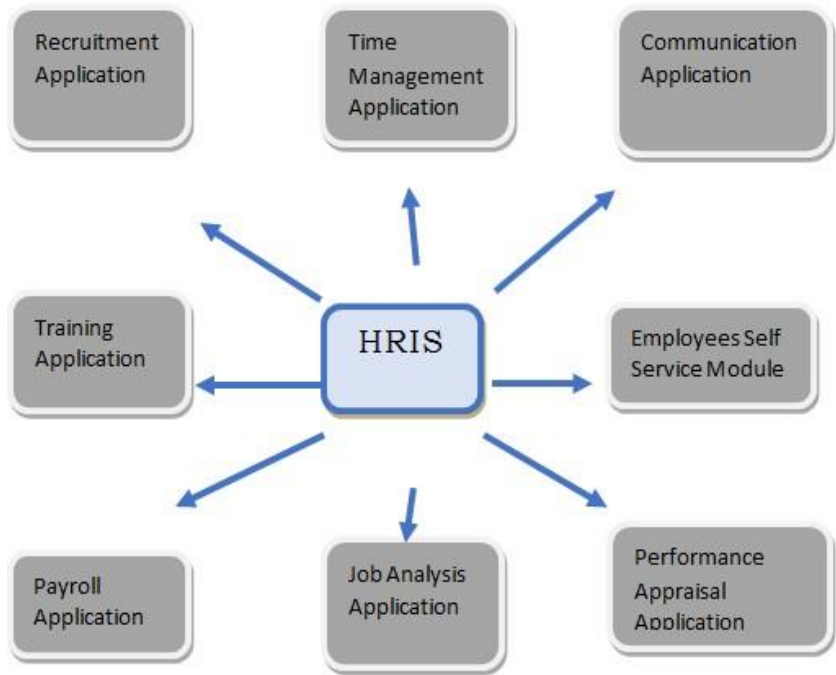 Recruitment
Application
Time
Management
Application
Communication
Application
Training
Application
HRIS
Employees Self
Service Module
Payroll
Application
Job Analysis
Application
Performance
Appraisal
Application